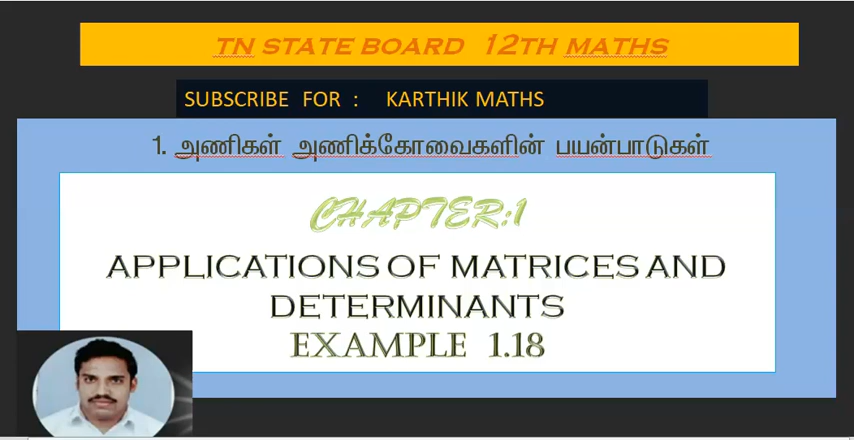 TN STATE BOARD 12TH MATHS
SUBSCRIBE FOR : KARTHIK MATHS
1. அணிகள் அணிக்கோவைகளின் பயன்பாடுகள்
CHAPTER:1
APPLICATIONS OF MATRICES AND
DETERMINANTS
EXAMPLE 1.18